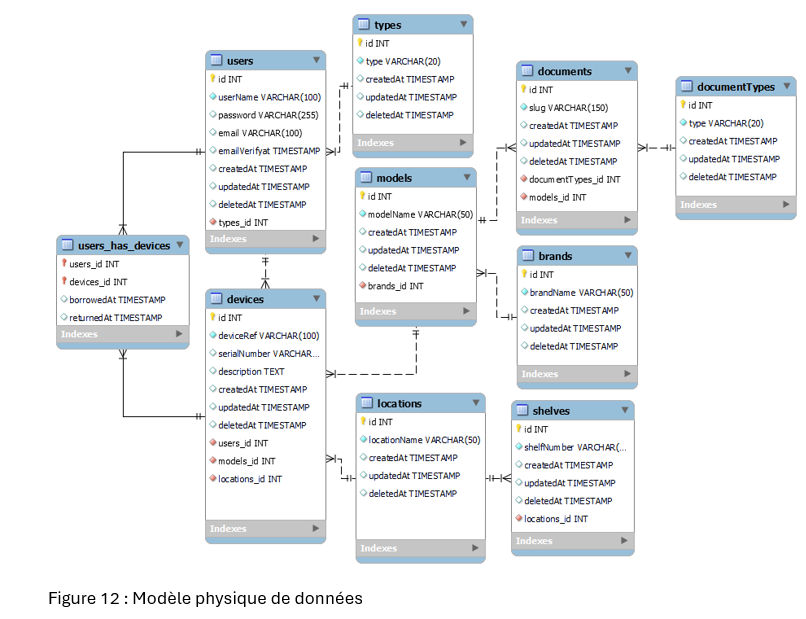 types
id INT
type VARCHAR(20)
createdAt TIMESTAMP
updatedAt TIMESTAMP
deletedAt TIMESTAMP
Indexes
users
id INT
userName VARCHAR(100)
password VARCHAR(255)
email VARCHAR(100)
emailVerifyat TIMESTAMP
createdAt TIMESTAMP
updatedAt TIMESTAMP
deletedAt TIMESTAMP
types_id INT
Indexes
documents
id INT
slug VARCHAR(150)
createdAt TIMESTAMP
updatedAt TIMESTAMP
deletedAt TIMESTAMP
documentTypes_id INT
models_id INT
Indexes
documentTypes
id INT
type VARCHAR(20)
createdAt TIMESTAMP
updatedAt TIMESTAMP
deletedAt TIMESTAMP
Indexes
models
id INT
modelName VARCHAR(50)
createdAt TIMESTAMP
updatedAt TIMESTAMP
deletedAt TIMESTAMP
brands_id INT
Indexes
users_has_devices
users_id INT
devices_id INT
borrowedAt TIMESTAMP
returnedAt TIMESTAMP
Indexes
brands
id INT
brandName VARCHAR(50)
createdAt TIMESTAMP
updatedAt TIMESTAMP
deletedAt TIMESTAMP
Indexes
devices
id INT
deviceRef VARCHAR(100)
serialNumber VARCHAR...
description TEXT
createdAt TIMESTAMP
updatedAt TIMESTAMP
deletedAt TIMESTAMP
users_id INT
models_id INT
locations_id INT
Indexes
locations
id INT
locationName VARCHAR(50)
createdAt TIMESTAMP
updatedAt TIMESTAMP
deletedAt TIMESTAMP
Indexes
shelves
id INT
shelfNumber VARCHAR(...
createdAt TIMESTAMP
updatedAt TIMESTAMP
deletedAt TIMESTAMP
locations_id INT
Indexes
Figure 12 : Modèle physique de données